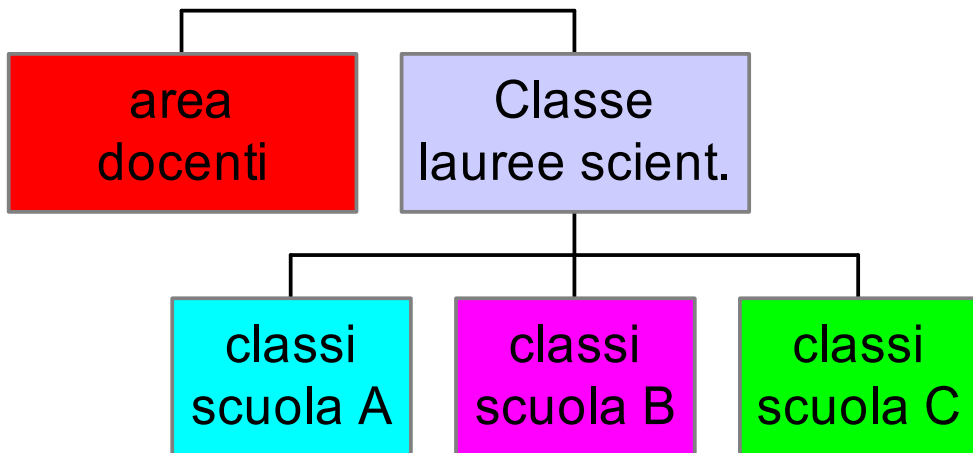 area
docenti
Classe
lauree scient.
classi
scuola A
classi
scuola B
classi
scuola C